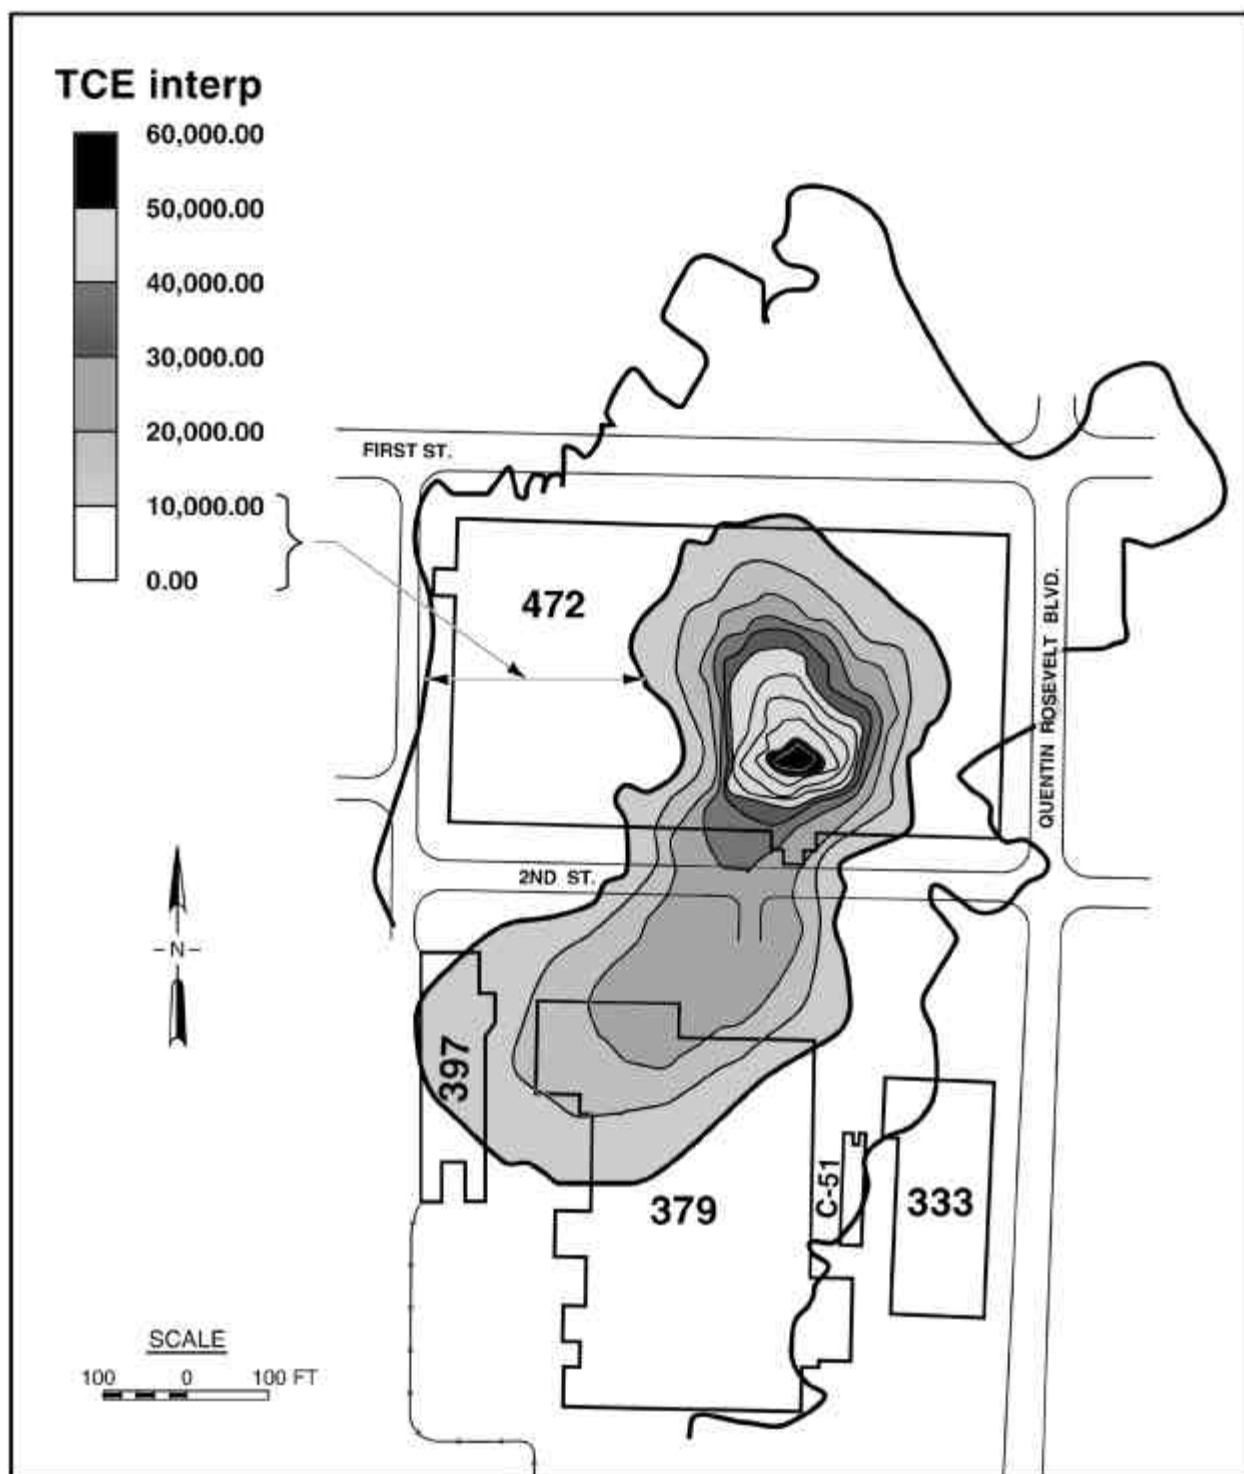 TCE interp
60,000.00
50,000.00
40,000.00
30,000.00
20,000.00
10,000.00
0.00
FIRST ST.
472
QUENTIN ROSEVELT BLVD.
2ND ST.
N
397
379
C-51
333
SCALE
100 0 100 FT